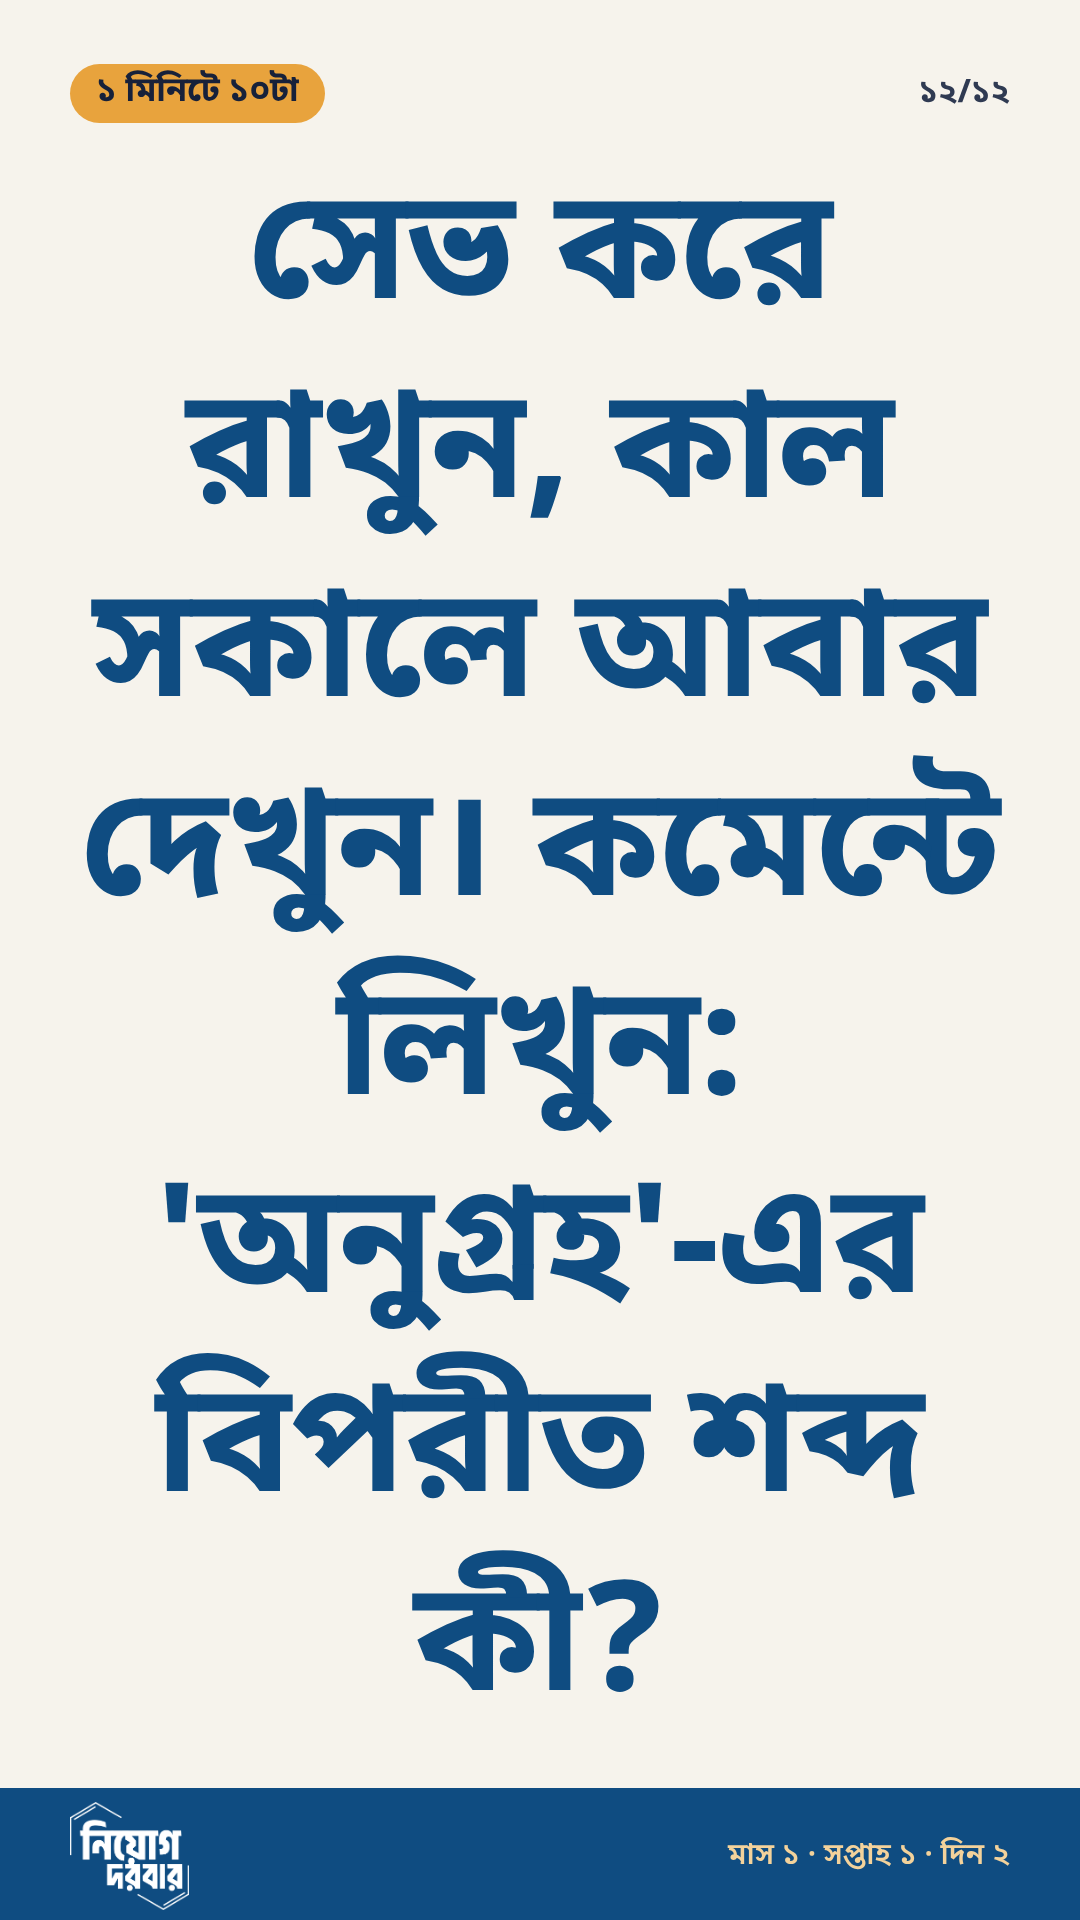 ১ মিনিটে ১০টা
১২/১২
সেভ করে
রাখুন, কাল
সকালে আবার
দেখুন। কমেন্টে
লিখুন:
'অনুগ্রহ'-এর
বিপরীত শব্দ
কী?
নিয়োগ
দরবার
মাস ১ · সপ্তাহ ১ · দিন ২